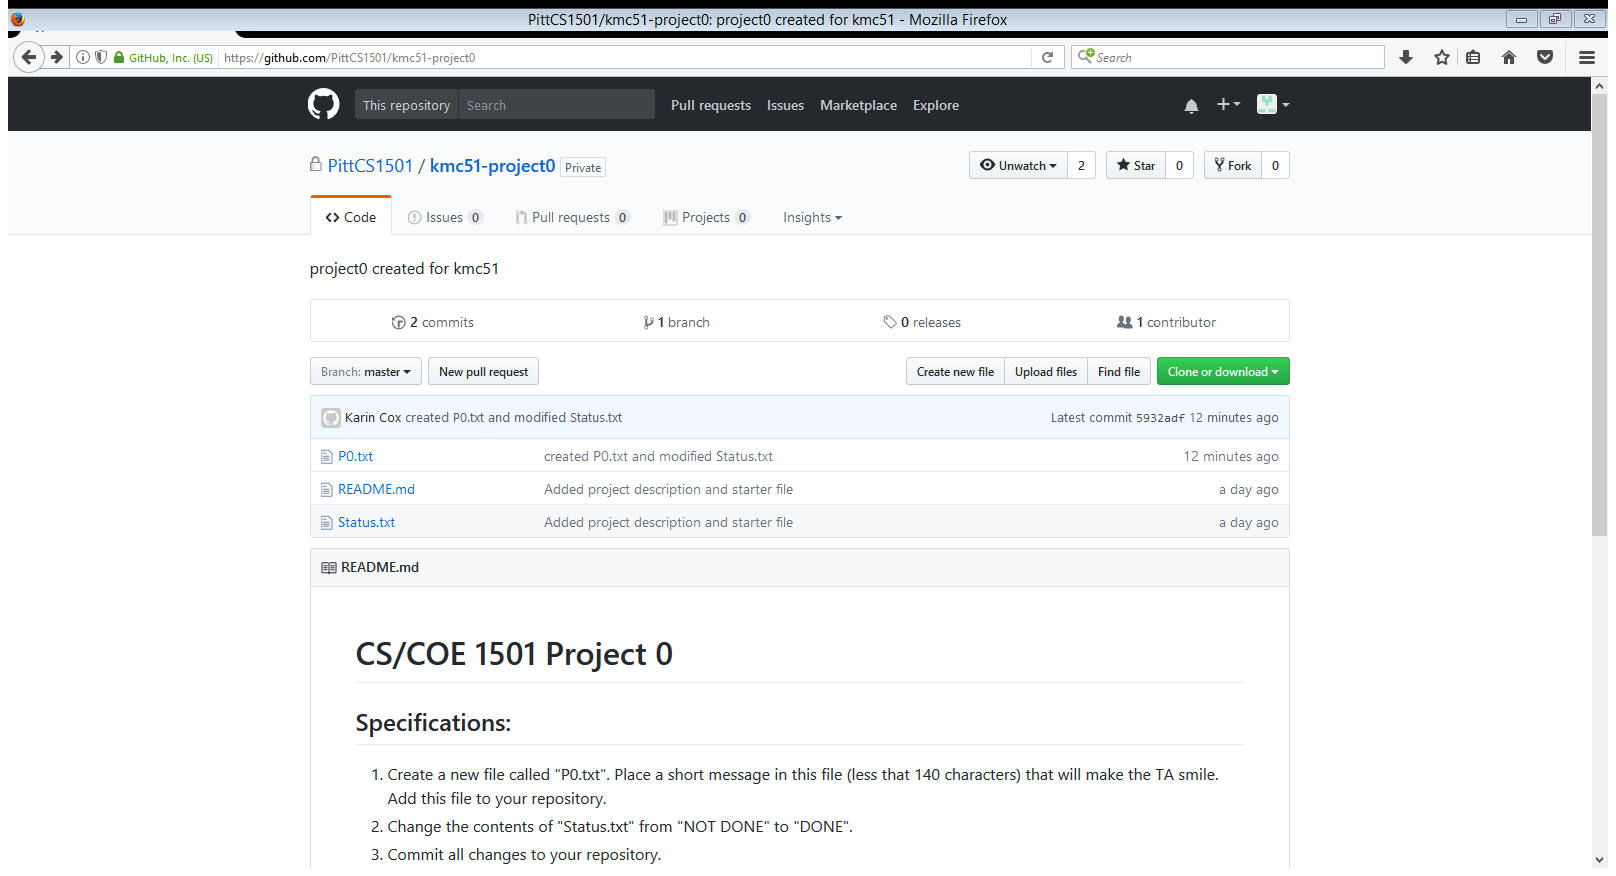 PittCS1501/kmc51-project0: project0 created for kmc51 - Mozilla Firefox
GitHub, Inc. (US) https://github.com/PittCS1501/kmc51-project0 Search
This repository Search Pull requests Issues Marketplace Explore
PittCS1501 / kmc51-project0 Private Unwatch 2 Star 0 Fork 0
Code Issues 0 Pull requests 0 Projects 0 Insights
project0 created for kmc51
2 commits 1 branch 0 releases 1 contributor
Branch: master New pull request Create new file Upload files Find file Clone or download
Karin Cox created P0.txt and modified Status.txt Latest commit 5932adf 12 minutes ago
P0.txt created P0.txt and modified Status.txt 12 minutes ago
README.md Added project description and starter file a day ago
Status.txt Added project description and starter file a day ago
README.md
CS/COE 1501 Project 0
Specifications:
1. Create a new file called "P0.txt". Place a short message in this file (less that 140 characters) that will make the TA smile.
Add this file to your repository.
2. Change the contents of "Status.txt" from "NOT DONE" to "DONE".
3. Commit all changes to your repository.